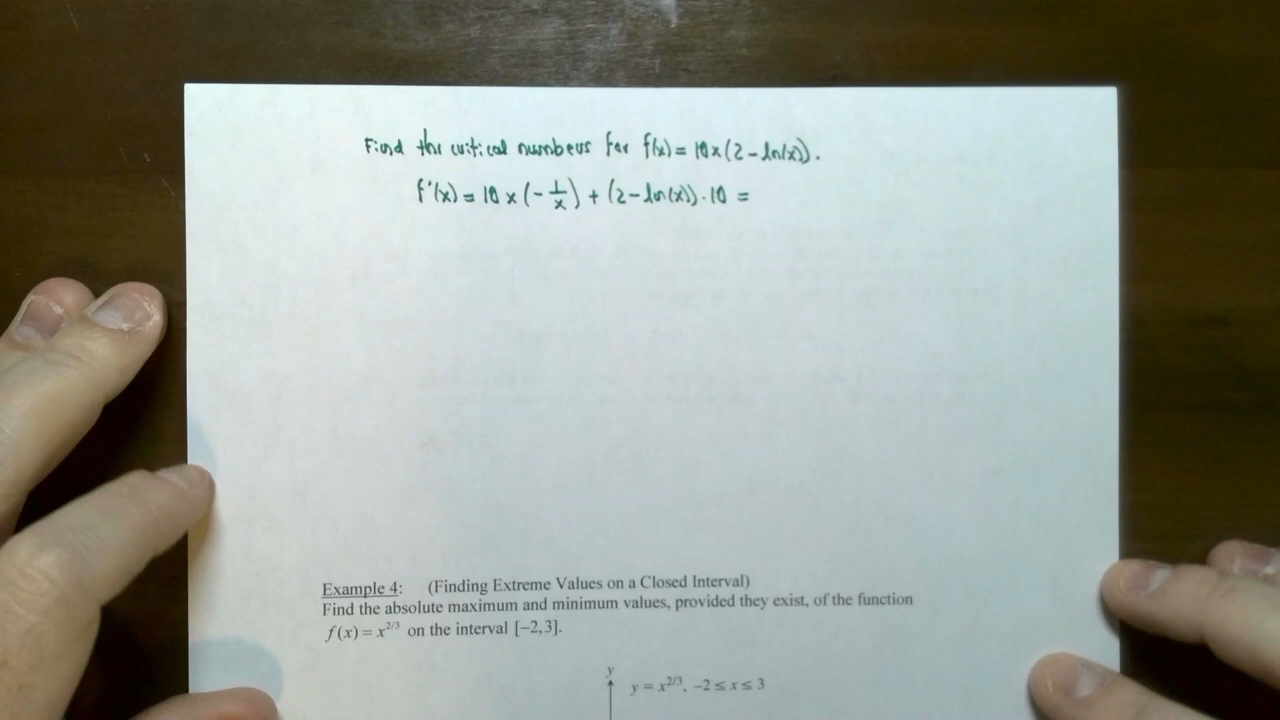 Find the critical numbers for f(x) = 10x(2 - ln(x)).
f'(x) = 10x(-1/x) + (2 - ln(x)) · 10 =
Example 4: (Finding Extreme Values on a Closed Interval)
Find the absolute maximum and minimum values, provided they exist, of the function
f(x) = x^{2/3} on the interval [-2,3].
y
y = x^{2/3}, -2 ≤ x ≤ 3